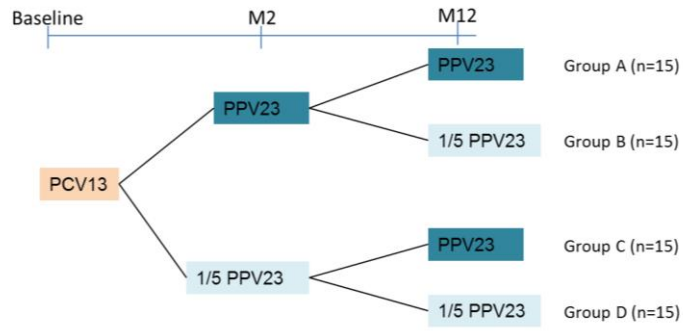 Baseline M2 M12
PPV23 Group A (n=15)
PPV23
1/5 PPV23 Group B (n=15)
PCV13
PPV23 Group C (n=15)
1/5 PPV23
1/5 PPV23 Group D (n=15)